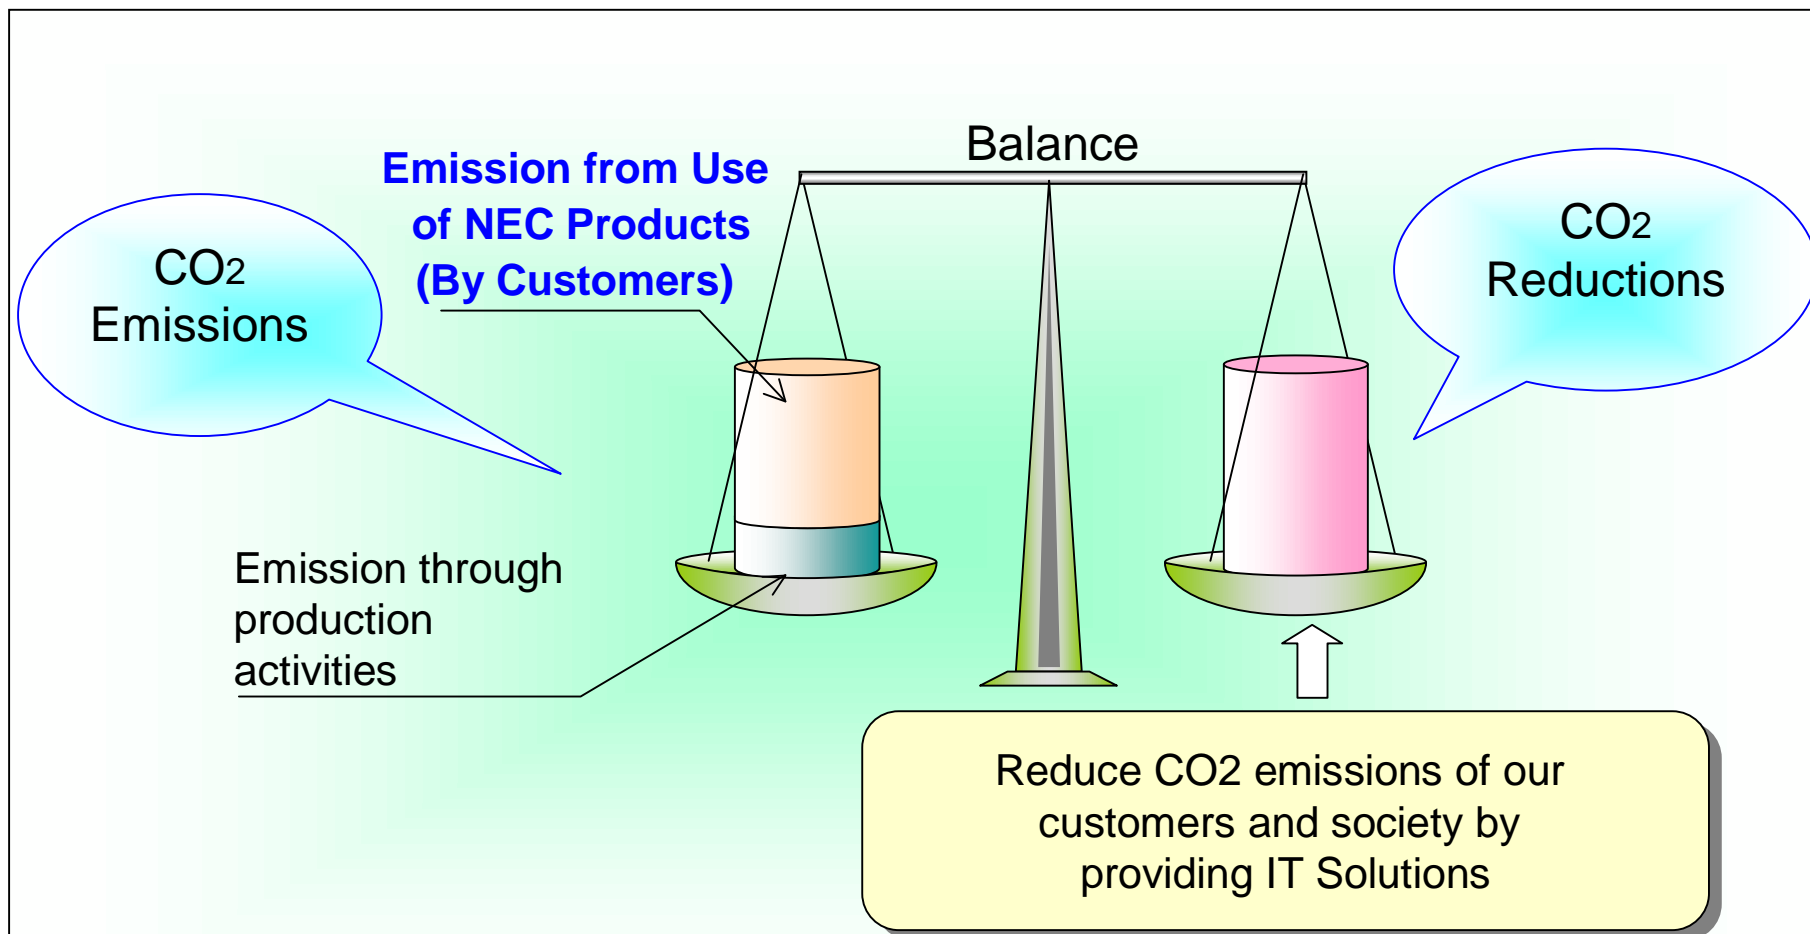 Balance
Emission from Use
of NEC Products
(By Customers)
CO2
Emissions
CO2
Reductions
Emission through
production
activities
Reduce CO2 emissions of our
customers and society by
providing IT Solutions